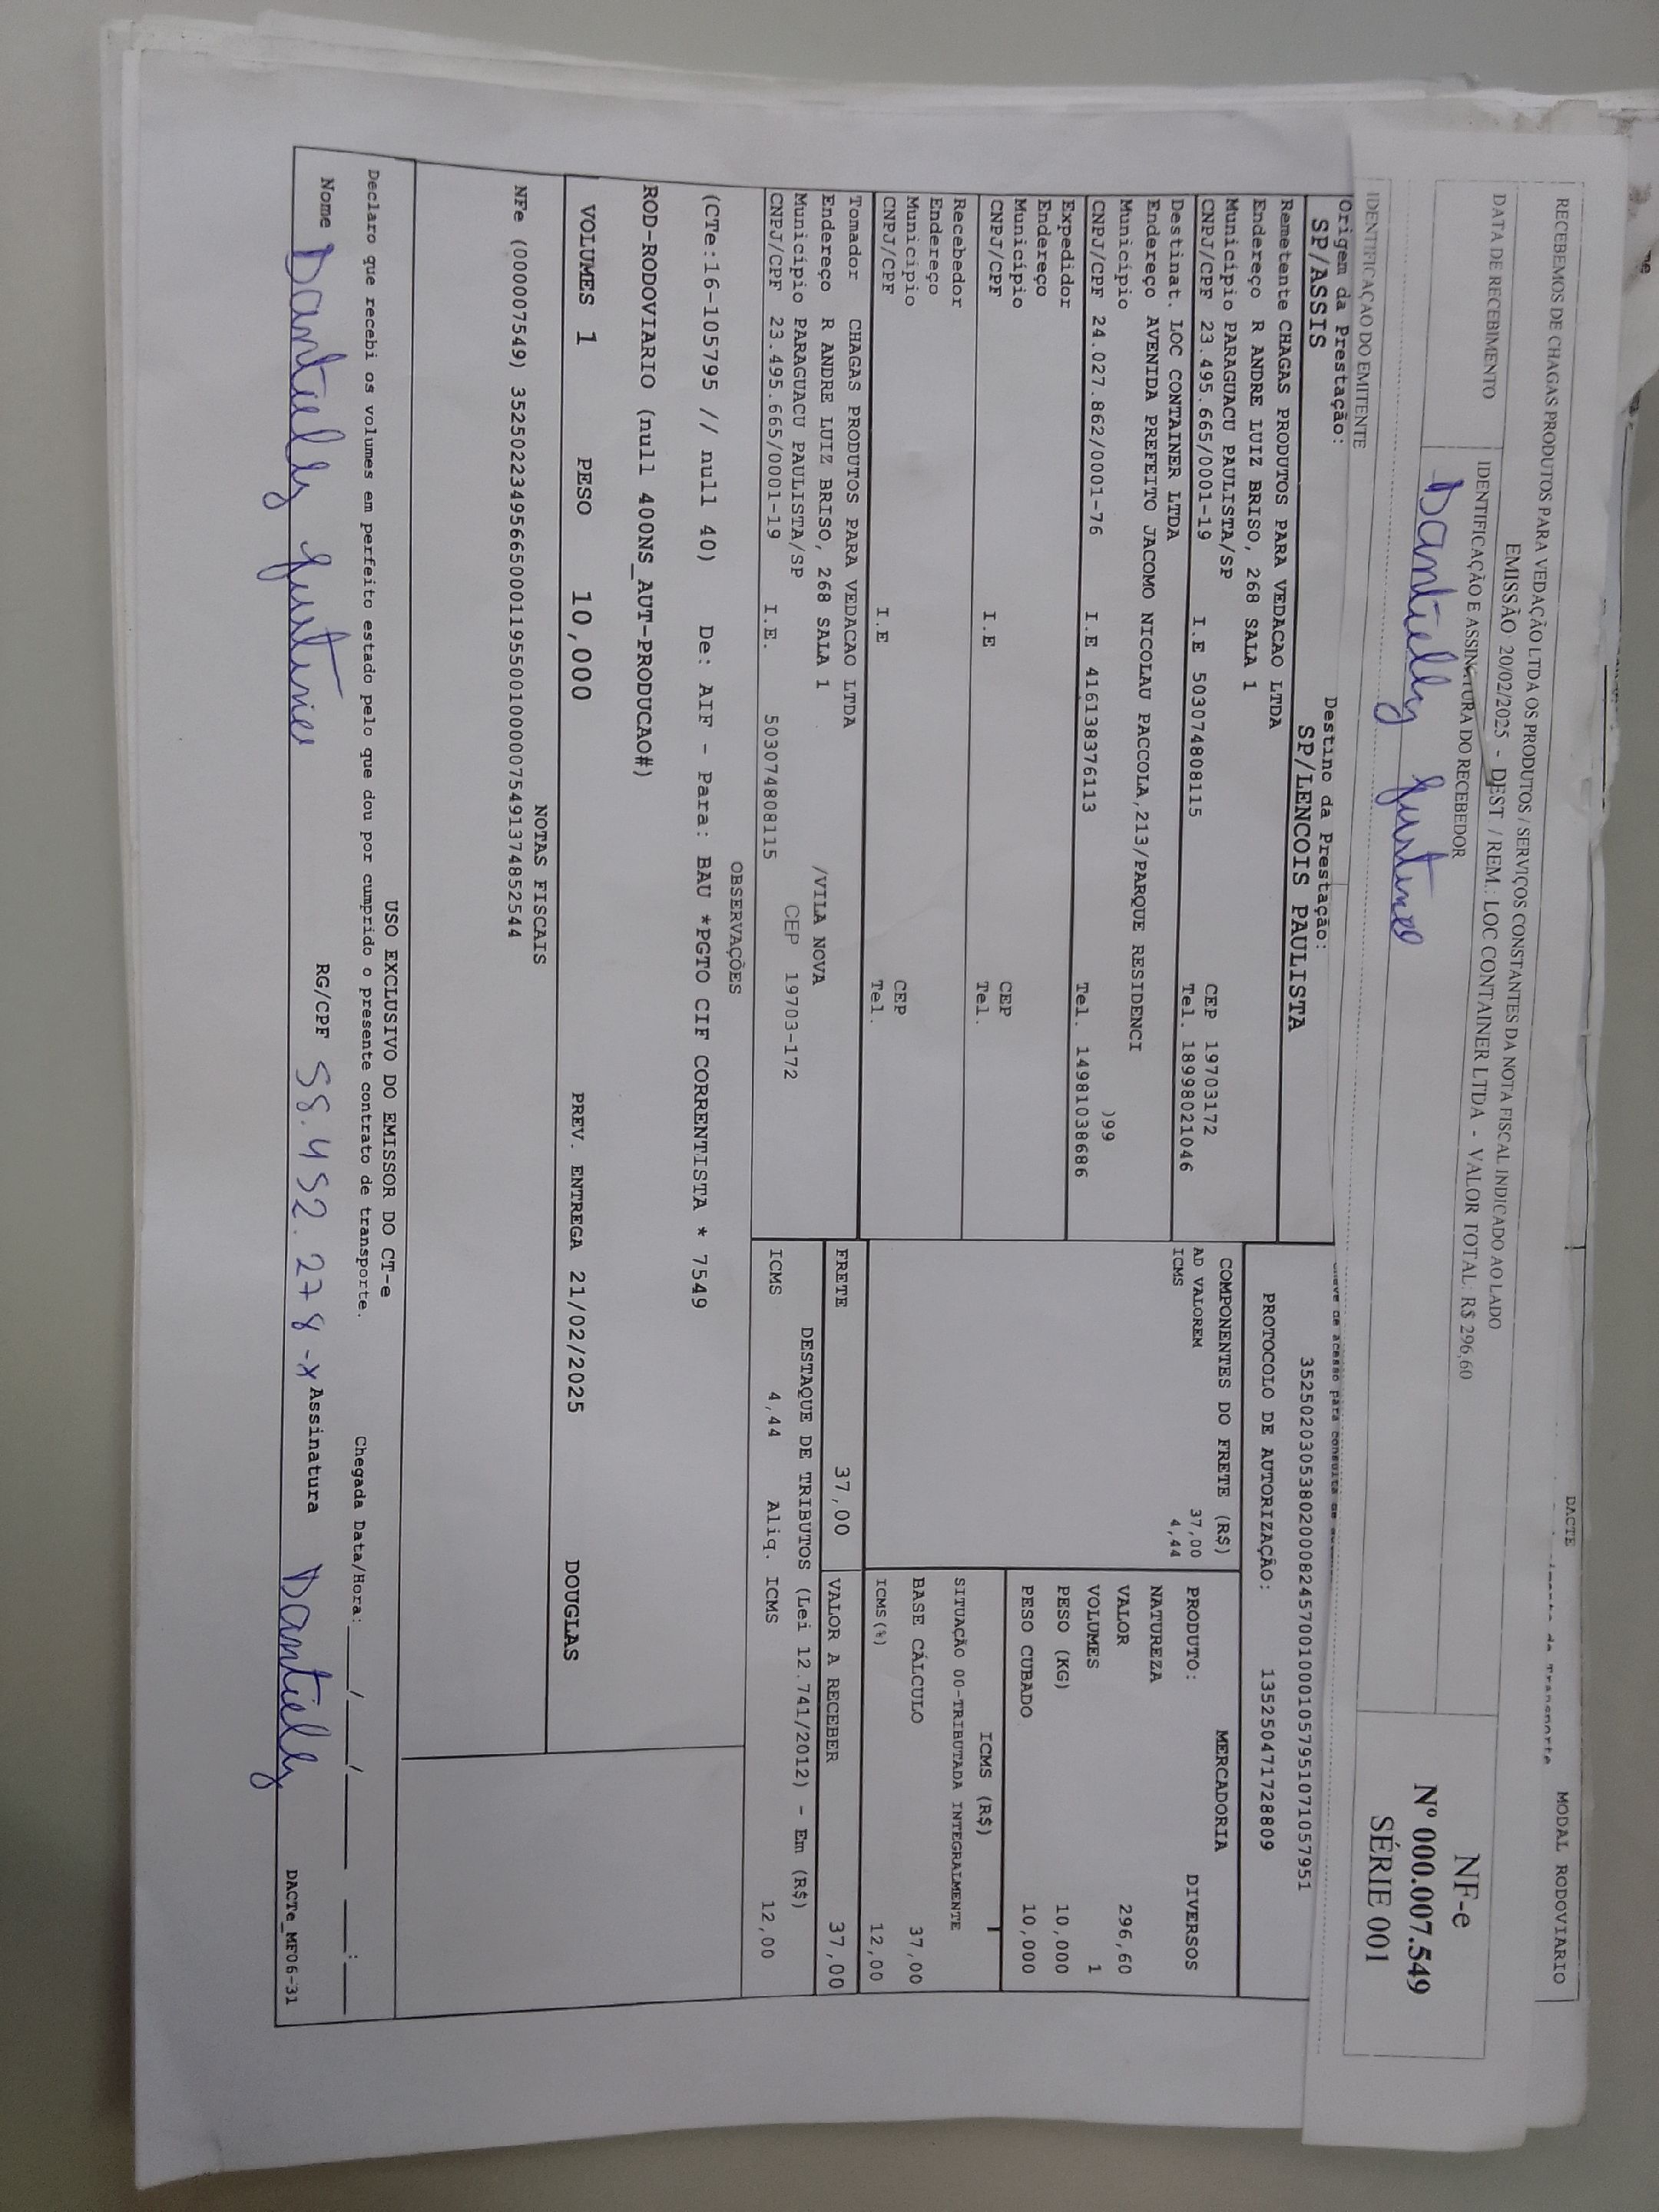 RECEBEMOS DE CHAGAS PRODUTOS PARA VEDAÇÃO LTDA OS PRODUTOS / SERVIÇOS CONSTANTES DA NOTA FISCAL INDICADO AO LADO
EMISSÃO: 20/02/2025 - DEST / REM.: LOC CONTAINER LTDA - VALOR TOTAL: R$ 296,60
DATA DE RECEBIMENTO
IDENTIFICAÇÃO E ASSINATURA DO RECEBEDOR
Dantielly Justino
DACTE
MODAL RODOVIARIO
NF-e
Nº 000.007.549
SÉRIE 001
IDENTIFICAÇAO DO EMITENTE
Origem da Prestação:
SP/ASSIS
Destino da Prestação:
SP/LENCOIS PAULISTA
35250203053802000824570010001057951071057951
PROTOCOLO DE AUTORIZAÇÃO: 135250471728809
Remetente CHAGAS PRODUTOS PARA VEDACAO LTDA
Endereço R ANDRE LUIZ BRISO, 268 SALA 1
Municipio PARAGUACU PAULISTA/SP CEP 19703172
CNPJ/CPF 23.495.665/0001-19 I.E 503074808115 Tel. 18998021046
Destinat. LOC CONTAINER LTDA
Endereço AVENIDA PREFEITO JACOMO NICOLAU PACCOLA,213/PARQUE RESIDENCI
Município )99
CNPJ/CPF 24.027.862/0001-76 I.E 416138376113 Tel. 14981038686
Expedidor
Endereço
Município CEP
CNPJ/CPF I.E Tel.
Recebedor
Endereço
Município CEP
CNPJ/CPF I.E Tel.
Tomador CHAGAS PRODUTOS PARA VEDACAO LTDA
Endereço R ANDRE LUIZ BRISO, 268 SALA 1 /VILA NOVA
Municipio PARAGUACU PAULISTA/SP CEP 19703-172
CNPJ/CPF 23.495.665/0001-19 I.E. 503074808115
COMPONENTES DO FRETE (R$)
AD VALOREM 37,00
ICMS 4,44
MERCADORIA
PRODUTO: DIVERSOS
NATUREZA
VALOR 296,60
VOLUMES 1
PESO (KG) 10,000
PESO CUBADO 10,000
ICMS (R$)
SITUAÇÃO 00-TRIBUTADA INTEGRALMENTE
BASE CÁLCULO 37,00
ICMS(%) 12,00
FRETE 37,00
VALOR A RECEBER 37,00
DESTAQUE DE TRIBUTOS (Lei 12.741/2012) - Em (R$)
ICMS 4,44 Aliq. ICMS 12,00
OBSERVAÇÕES
(CTe:16-105795 // null 40) De: AIF - Para: BAU *PGTO CIF CORRENTISTA * 7549
ROD-RODOVIARIO (null 400NS_AUT-PRODUCAO#)
VOLUMES 1 PESO 10,000 PREV. ENTREGA 21/02/2025 DOUGLAS
NOTAS FISCAIS
NFe (000007549) 35250223495665000119550010000075491374852544
USO EXCLUSIVO DO EMISSOR DO CT-e
Declaro que recebi os volumes em perfeito estado pelo que dou por cumprido o presente contrato de transporte. Chegada Data/Hora: ___/___/_____ ___:___
Nome Dantielly Justino RG/CPF 58.452.278-X Assinatura Dantielly
DACTe_MF06-31